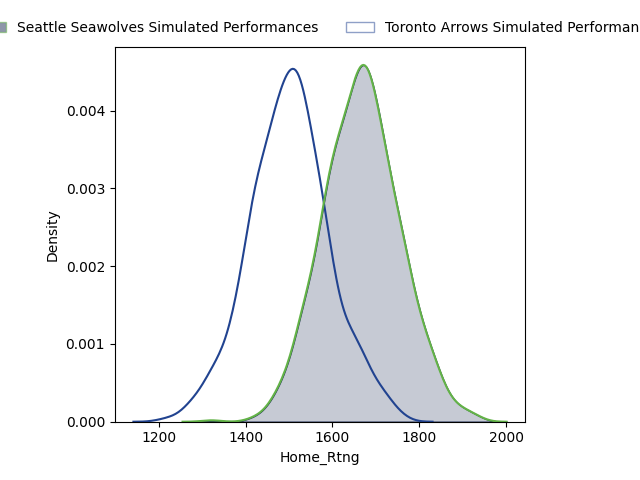 Seattle Seawolves Simulated Performances
Toronto Arrows Simulated
0.004
0.003
0.002
0.001
0.000
Density
1200 1400 1600 1800 2000
Home_Rtng